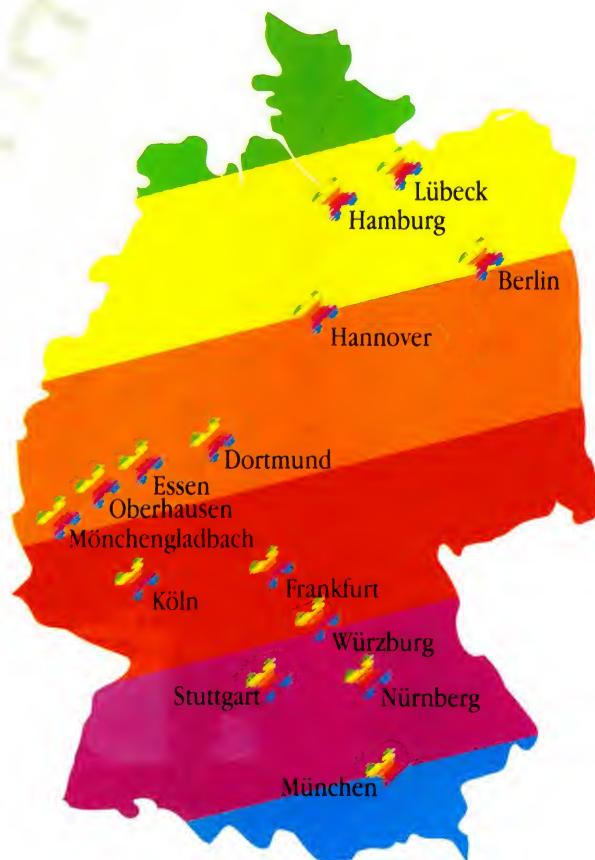 Lübeck
Hamburg
Berlin
Hannover
Dortmund
Essen
Oberhausen
Mönchengladbach
Frankfurt
Köln
Würzburg
Stuttgart
Nürnberg
München